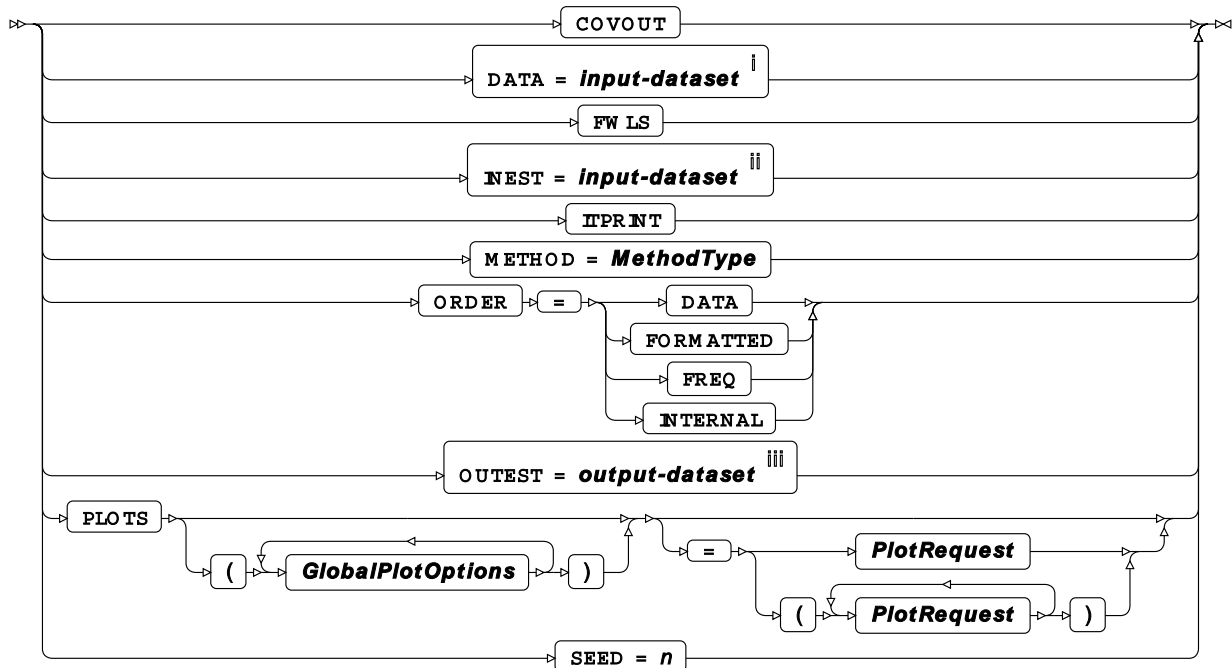 COVOUT
DATA = input-dataset i
FWLS
INEST = input-dataset ii
ITPRINT
METHOD = MethodType
ORDER = DATA
FORMATTED
FREQ
INTERNAL
OUTEST = output-dataset iii
PLOTS
( GlobalPlotOptions ) = PlotRequest
( PlotRequest )
SEED = n